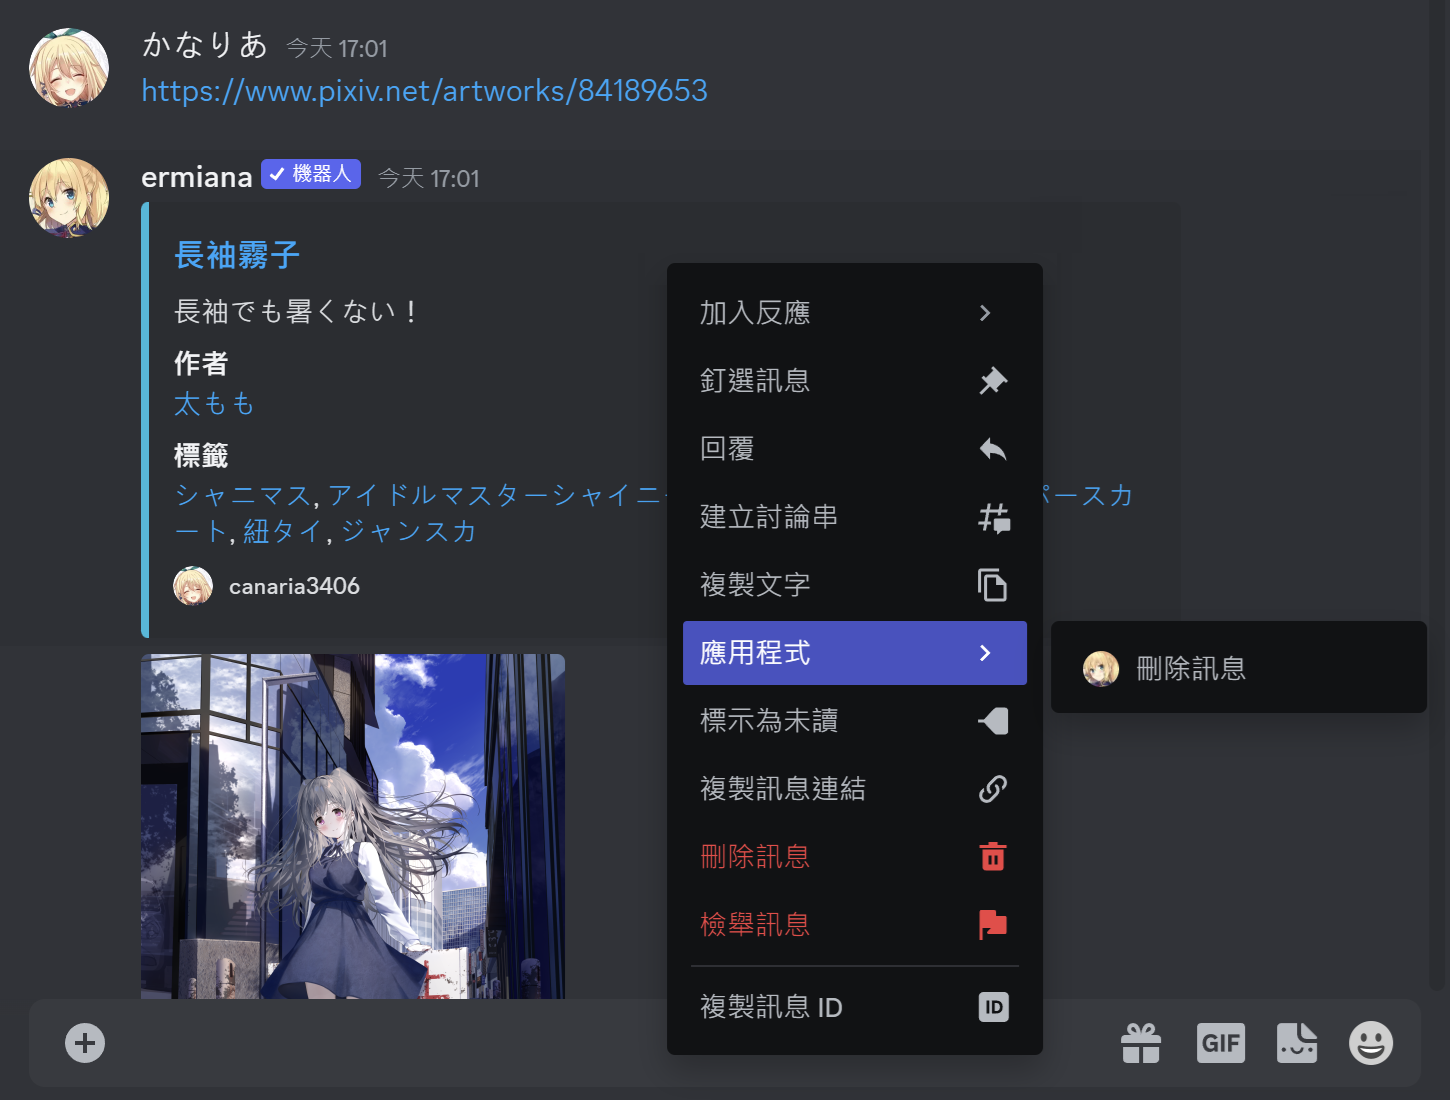 かなりあ 今天 17:01
https://www.pixiv.net/artworks/84189653
ermiana 機器人 今天 17:01
長袖霧子
長袖でも暑くない！
作者
太もも
標籤
シャニマス, アイドルマスターシャイニ
パースカ
ート, 紐タイ, ジャンスカ
canaria3406
加入反應
釘選訊息
回覆
建立討論串
複製文字
應用程式
刪除訊息
標示為未讀
複製訊息連結
刪除訊息
檢舉訊息
複製訊息 ID
ID
GIF